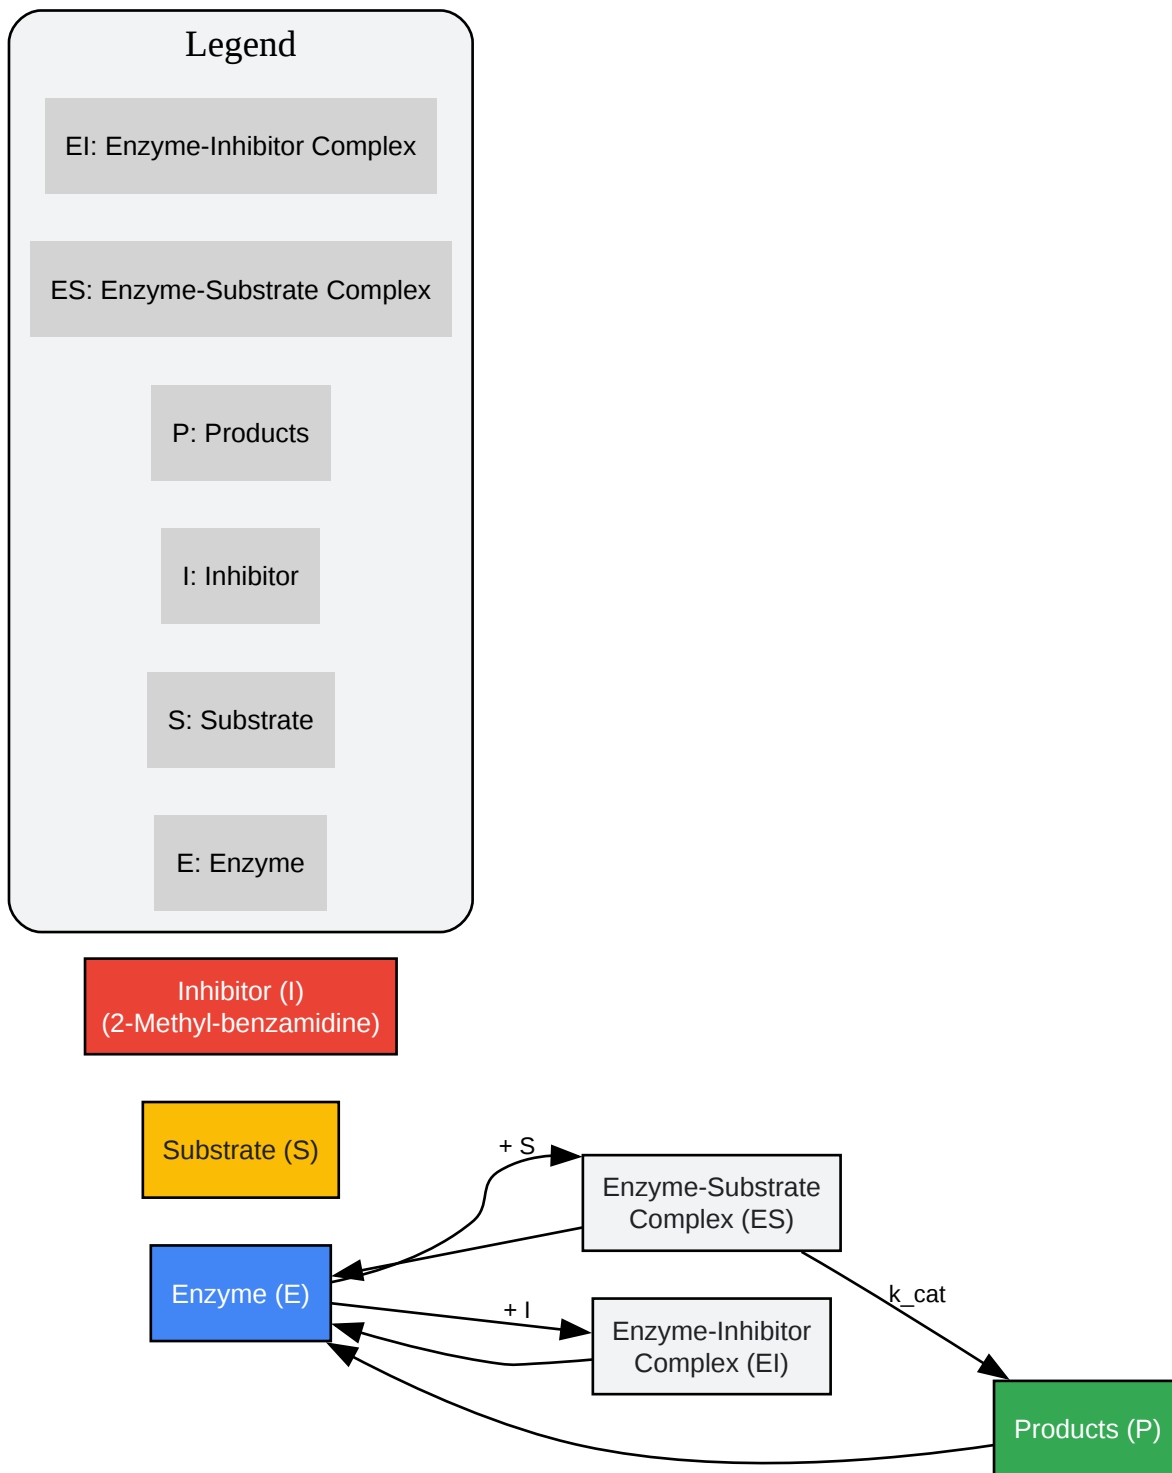 Legend
EI: Enzyme-Inhibitor Complex
ES: Enzyme-Substrate Complex
P: Products
I: Inhibitor
S: Substrate
E: Enzyme
Inhibitor (I)
(2-Methyl-benzamidine)
Substrate (S)
+ S
Enzyme-Substrate
Complex (ES)
Enzyme (E)
+ I
k_cat
Enzyme-Inhibitor
Complex (EI)
Products (P)